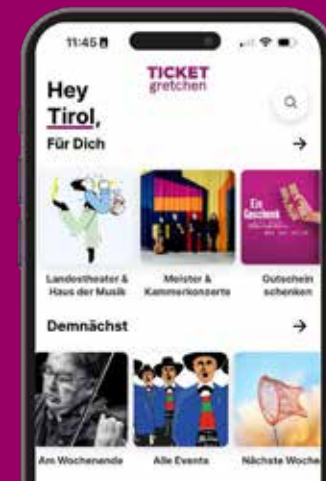 11:45
TICKET
gretchen
Hey
Tirol,
Für Dich
Ein
Geschenk
Landestheater &
Haus der Musik
Meister &
Kammerkonzerte
Gutschein
schenken
Demnächst
Am Wochenende
Alle Events
Nächste Woche